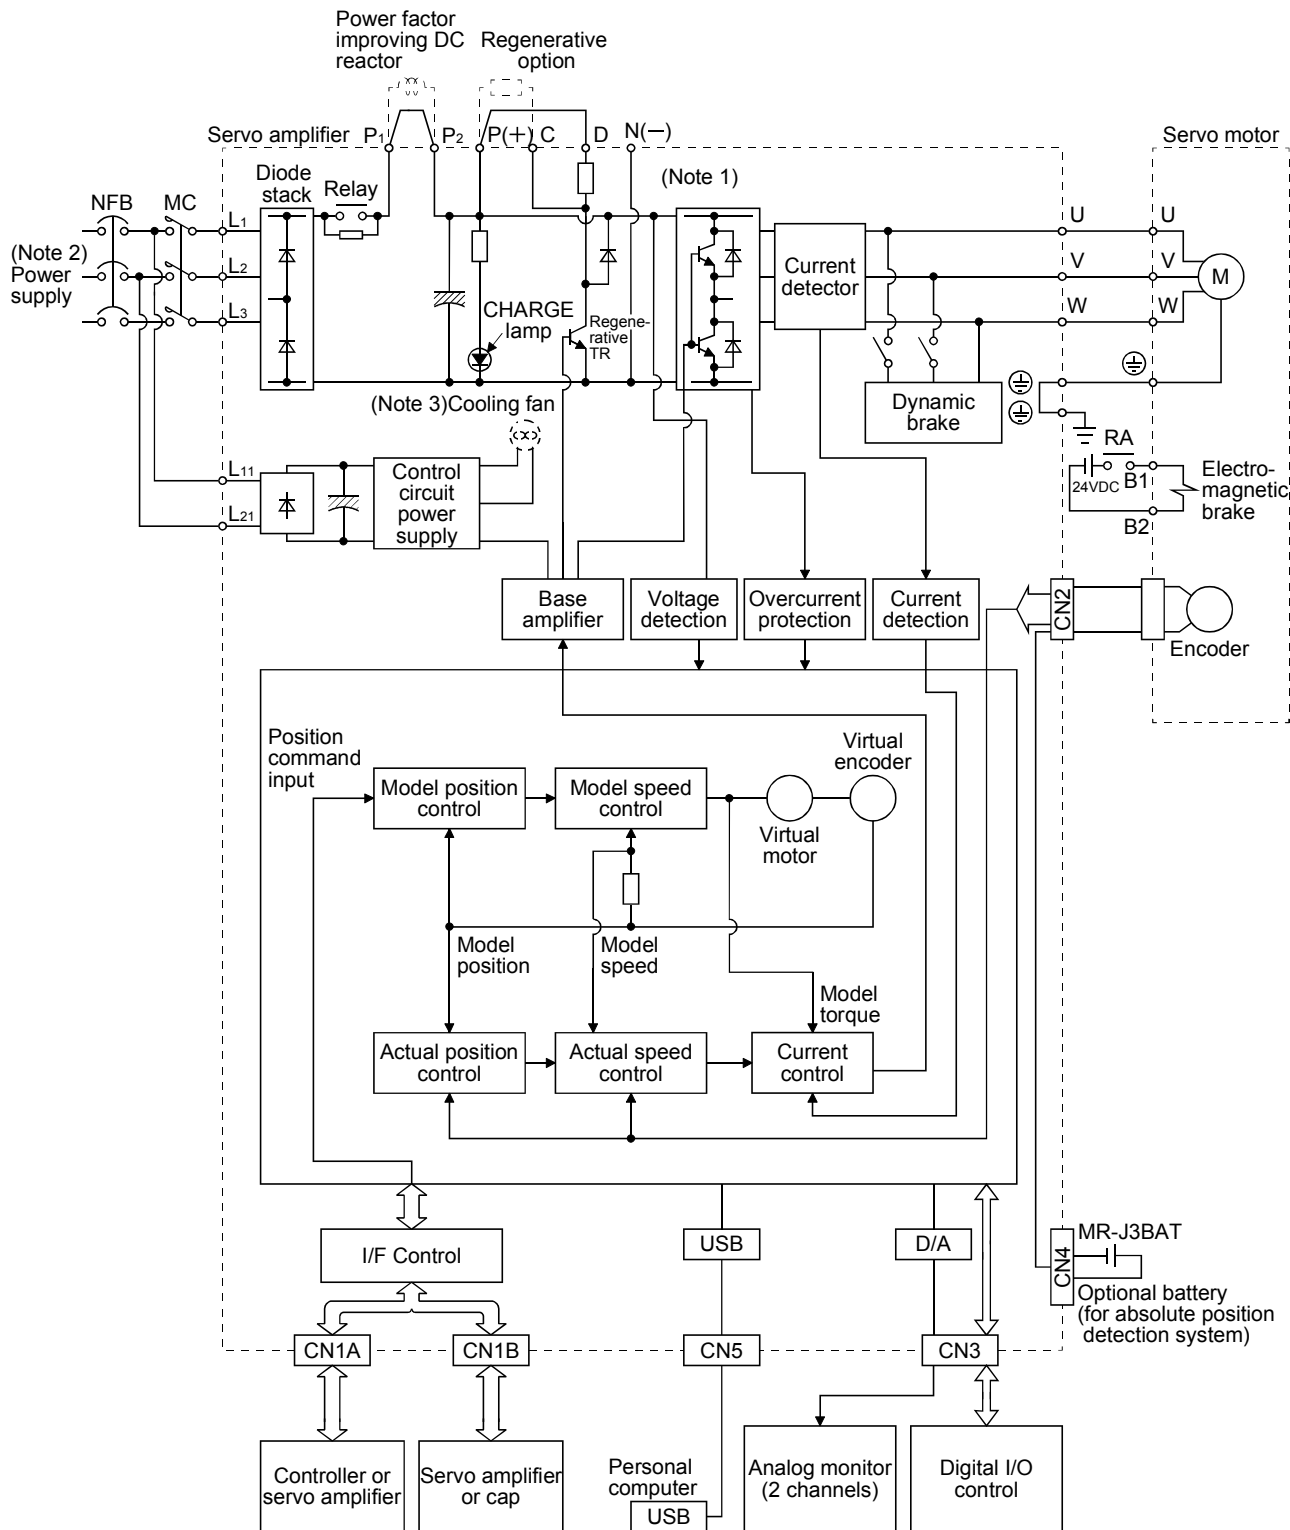 Power factor
improving DC
reactor
Regenerative
option
Servo amplifier
P1
P2
P(+)
C
D
N(−)
Servo motor
Diode
stack
Relay
(Note 1)
NFB
MC
L1
L2
L3
(Note 2)
Power
supply
CHARGE
lamp
Regene-
rative
TR
Current
detector
U
V
W
U
V
W
M
Dynamic
brake
(Note 3)Cooling fan
RA
24VDC
B1
B2
Electro-
magnetic
brake
L11
L21
Control
circuit
power
supply
Base
amplifier
Voltage
detection
Overcurrent
protection
Current
detection
CN2
Encoder
Position
command
input
Model position
control
Model speed
control
Virtual
encoder
Virtual
motor
Model
position
Model
speed
Model
torque
Actual position
control
Actual speed
control
Current
control
I/F Control
USB
D/A
CN4
MR-J3BAT
Optional battery
(for absolute position
detection system)
CN1A
CN1B
CN5
CN3
Controller or
servo amplifier
Servo amplifier
or cap
Personal
computer
USB
Analog monitor
(2 channels)
Digital I/O
control